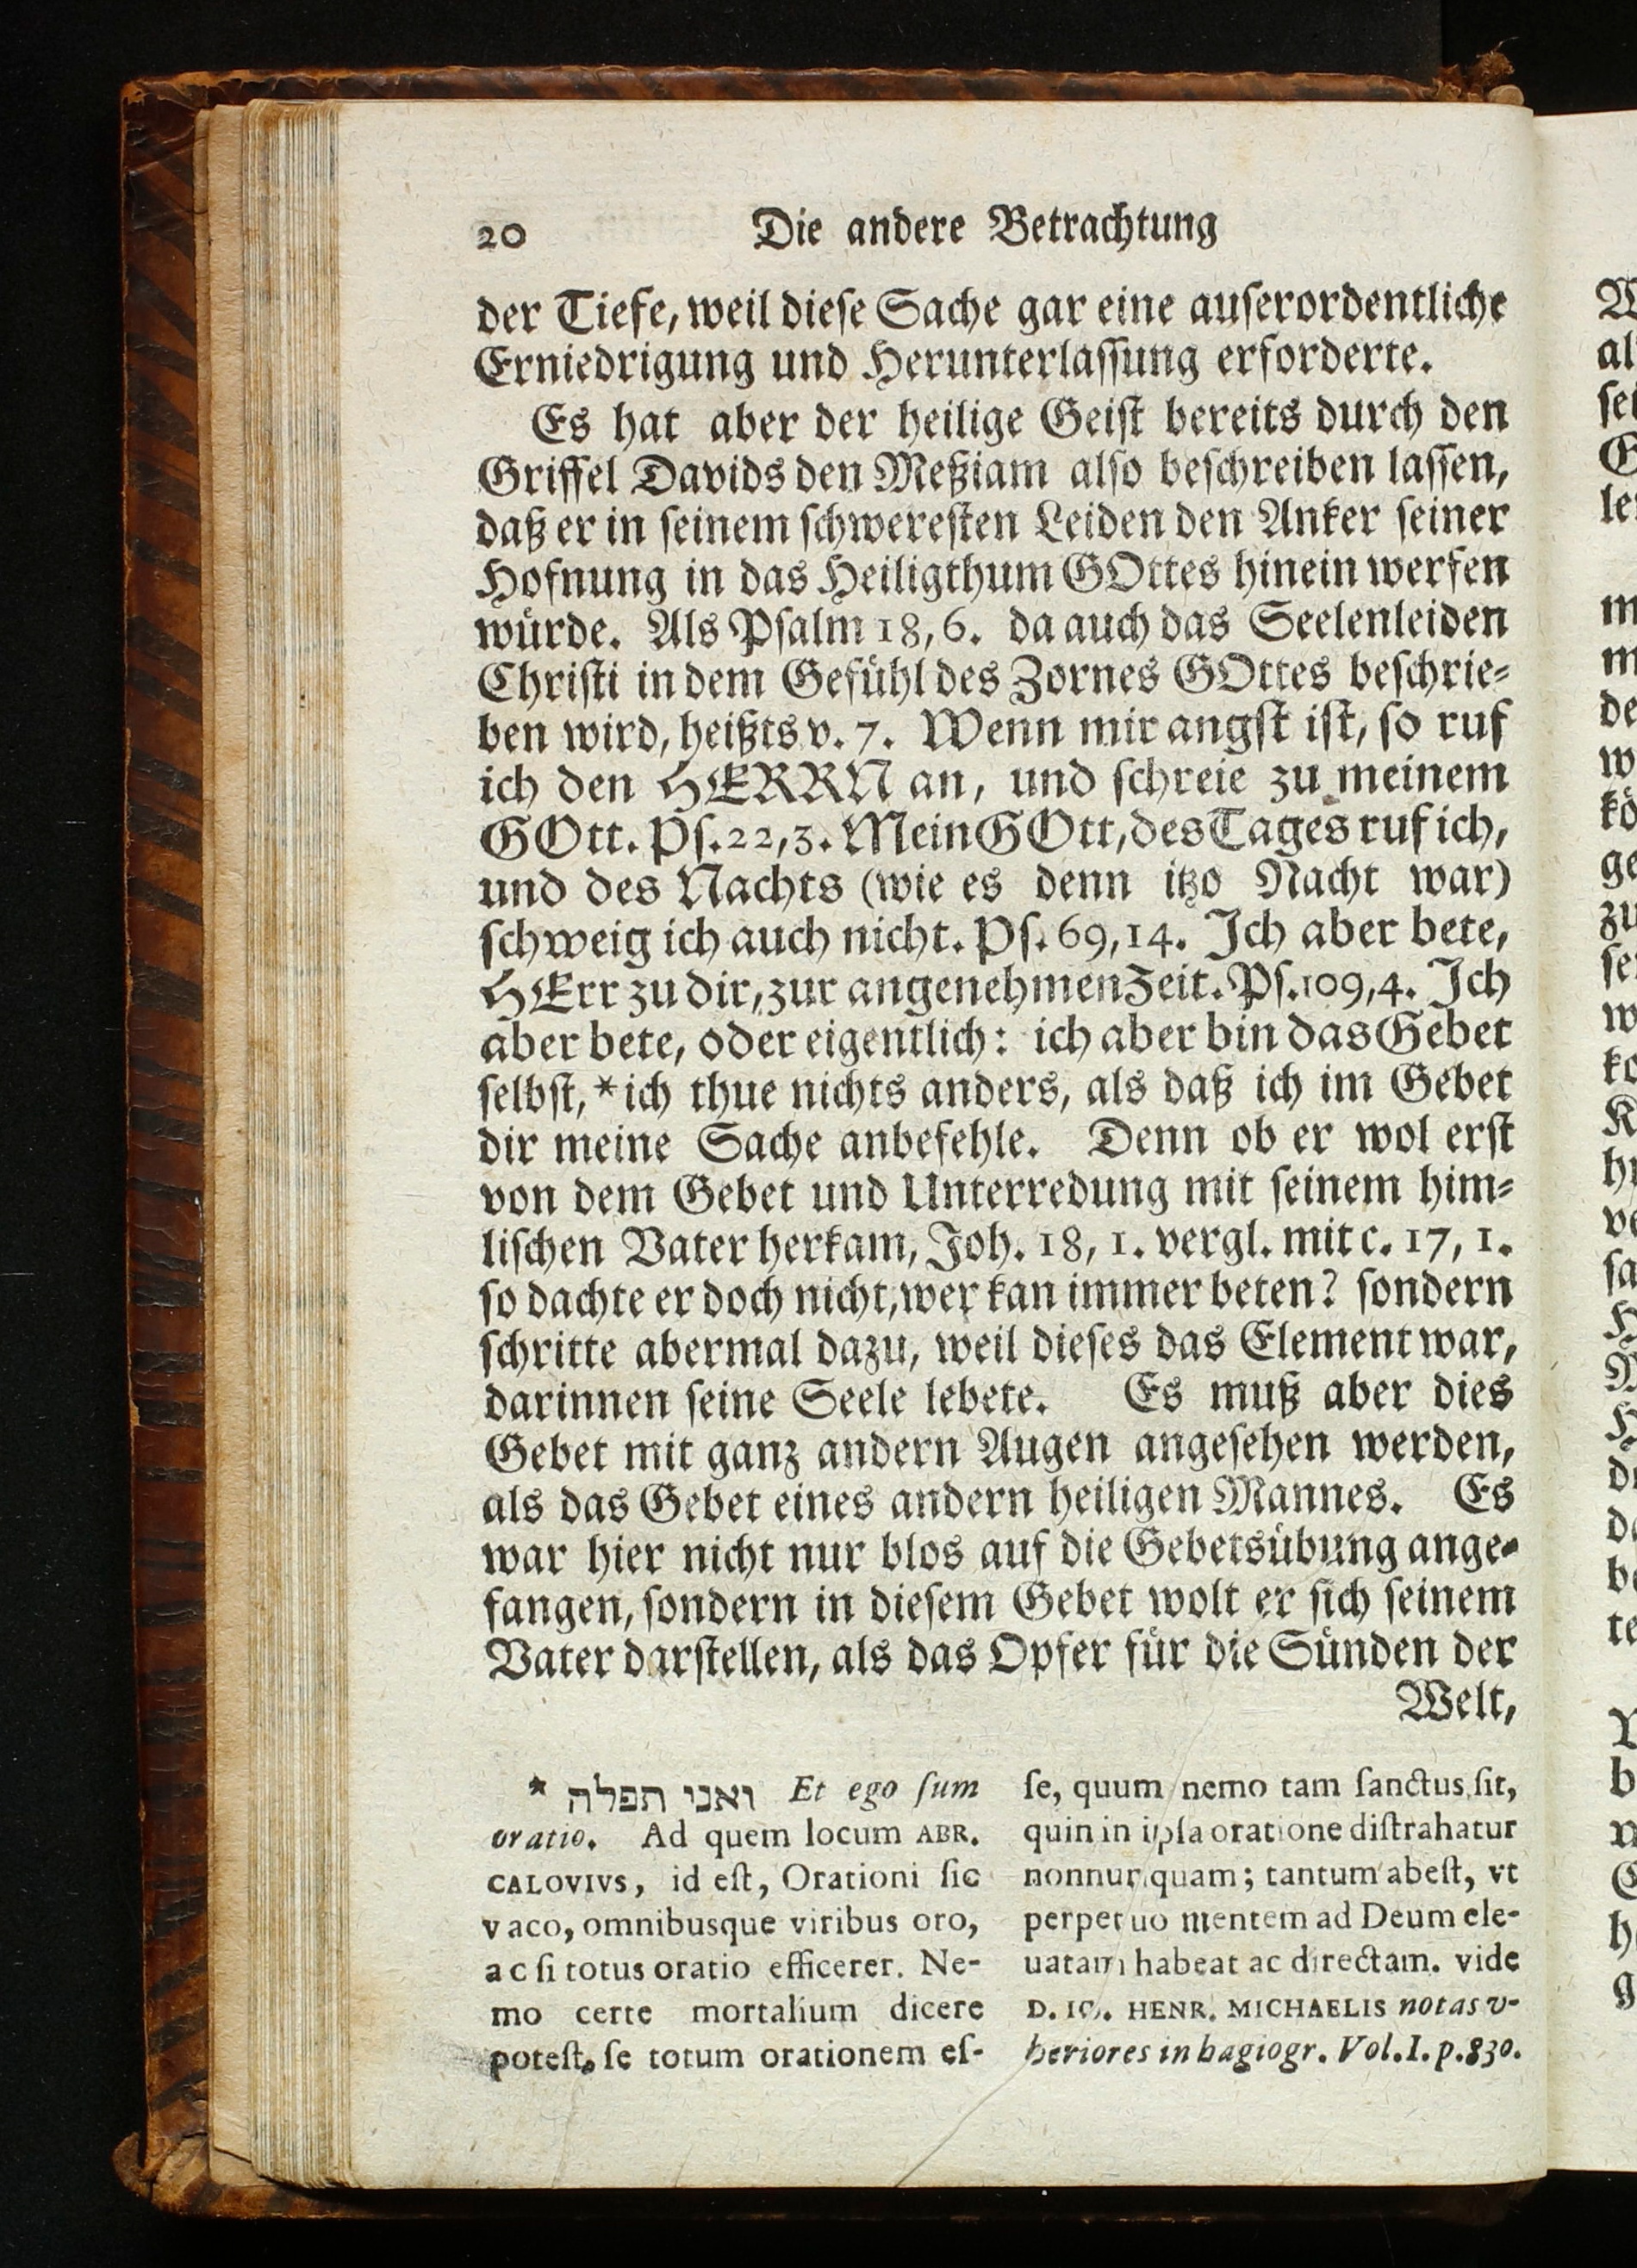 20 Die andere Betrachtung
der Tiefe, weil dieſe Sache gar eine auſerordentliche
Erniedrigung und Herunterlaſſung erforderte.
Es hat aber der heilige Geiſt bereits durch den
Griffel Davids den Meßiam alſo beſchreiben laſſen,
daß er in ſeinem ſchwereſten Leiden den Anker ſeiner
Hofnung in das Heiligthum GOttes hinein werfen
würde. Als Pſalm 18, 6. da auch das Seelenleiden
Chriſti in dem Gefühl des Zornes GOttes beſchrie⸗
ben wird, heißts v. 7. Wenn mir angſt iſt, ſo ruf
ich den HERRN an, und ſchreie zu meinem
GOtt. Pſ. 22, 3. Mein GOtt, des Tages ruf ich,
und des Nachts (wie es denn itzo Nacht war)
ſchweig ich auch nicht. Pſ. 69, 14. Ich aber bete,
HErr zu dir, zur angenehmen Zeit. Pſ. 109, 4. Ich
aber bete, oder eigentlich: ich aber bin das Gebet
ſelbſt, * ich thue nichts anders, als daß ich im Gebet
dir meine Sache anbefehle. Denn ob er wol erſt
von dem Gebet und Unterredung mit ſeinem him⸗
liſchen Vater herkam, Joh. 18, 1. vergl. mit c. 17, 1.
ſo dachte er doch nicht, wer kan immer beten? ſondern
ſchritte abermal dazu, weil dieſes das Element war,
darinnen ſeine Seele lebete. Es muß aber dies
Gebet mit ganz andern Augen angeſehen werden,
als das Gebet eines andern heiligen Mannes. Es
war hier nicht nur blos auf die Gebetsübung ange⸗
fangen, ſondern in dieſem Gebet wolt er ſich ſeinem
Vater darſtellen, als das Opfer für die Sünden der
Welt,
* ואני תפלה Et ego ſum
oratio. Ad quem locum ABR.
CALOVIVS, id eſt, Orationi ſic
vaco, omnibusque viribus oro,
ac ſi totus oratio efficerer. Ne-
mo certe mortalium dicere
poteſt, ſe totum orationem eſ-
ſe, quum nemo tam ſanctus ſit,
quin in ipſa oratione diſtrahatur
nonnunquam; tantum abeſt, vt
perpetuo mentem ad Deum ele-
uatam habeat ac directam. vide
D. IO. HENR. MICHAELIS notas v-
beriores in hagiogr. Vol. I. p. 830.